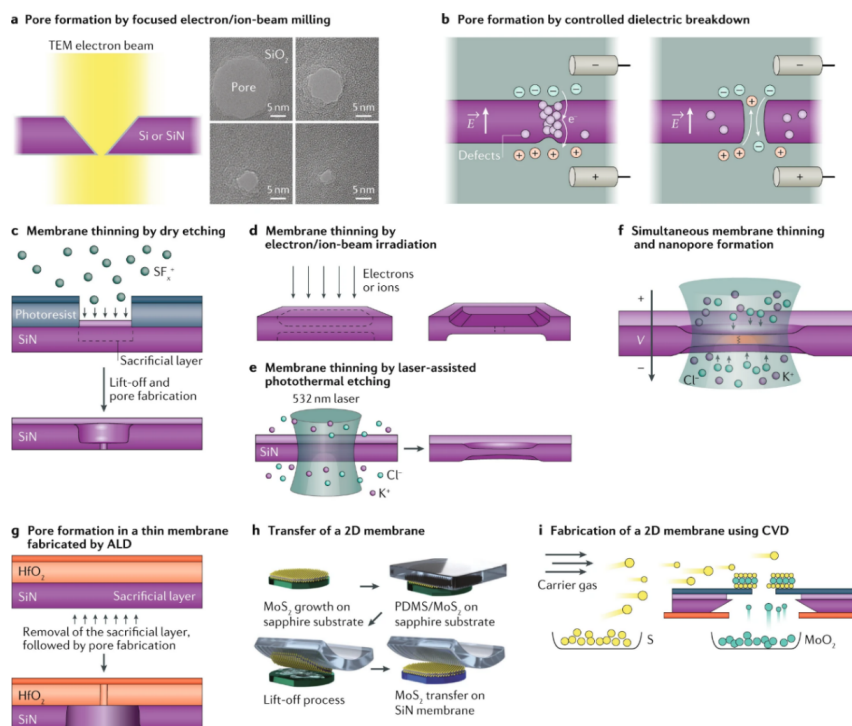 a Pore formation by focused electron/ion-beam milling
TEM electron beam
Si or SiN
SiO₂
Pore
5 nm
5 nm
5 nm
5 nm
b Pore formation by controlled dielectric breakdown
−
−
− − − −
+
E
e⁻
E
−
Defects
+ + + +
+ +
+
+
c Membrane thinning by dry etching
SFₓ⁺
Photoresist
SiN
Sacrificial layer
Lift-off and
pore fabrication
SiN
d Membrane thinning by
electron/ion-beam irradiation
Electrons
or ions
e Membrane thinning by laser-assisted
photothermal etching
532 nm laser
SiN
Cl⁻
K⁺
f Simultaneous membrane thinning
and nanopore formation
+
V
−
Cl⁻
K⁺
g Pore formation in a thin membrane
fabricated by ALD
HfO₂
SiN
Sacrificial layer
Removal of the sacrificial layer,
followed by pore fabrication
HfO₂
SiN
h Transfer of a 2D membrane
MoS₂ growth on
sapphire substrate
PDMS/MoS₂ on
sapphire substrate
Lift-off process
MoS₂ transfer on
SiN membrane
i Fabrication of a 2D membrane using CVD
Carrier gas
S
MoO₂